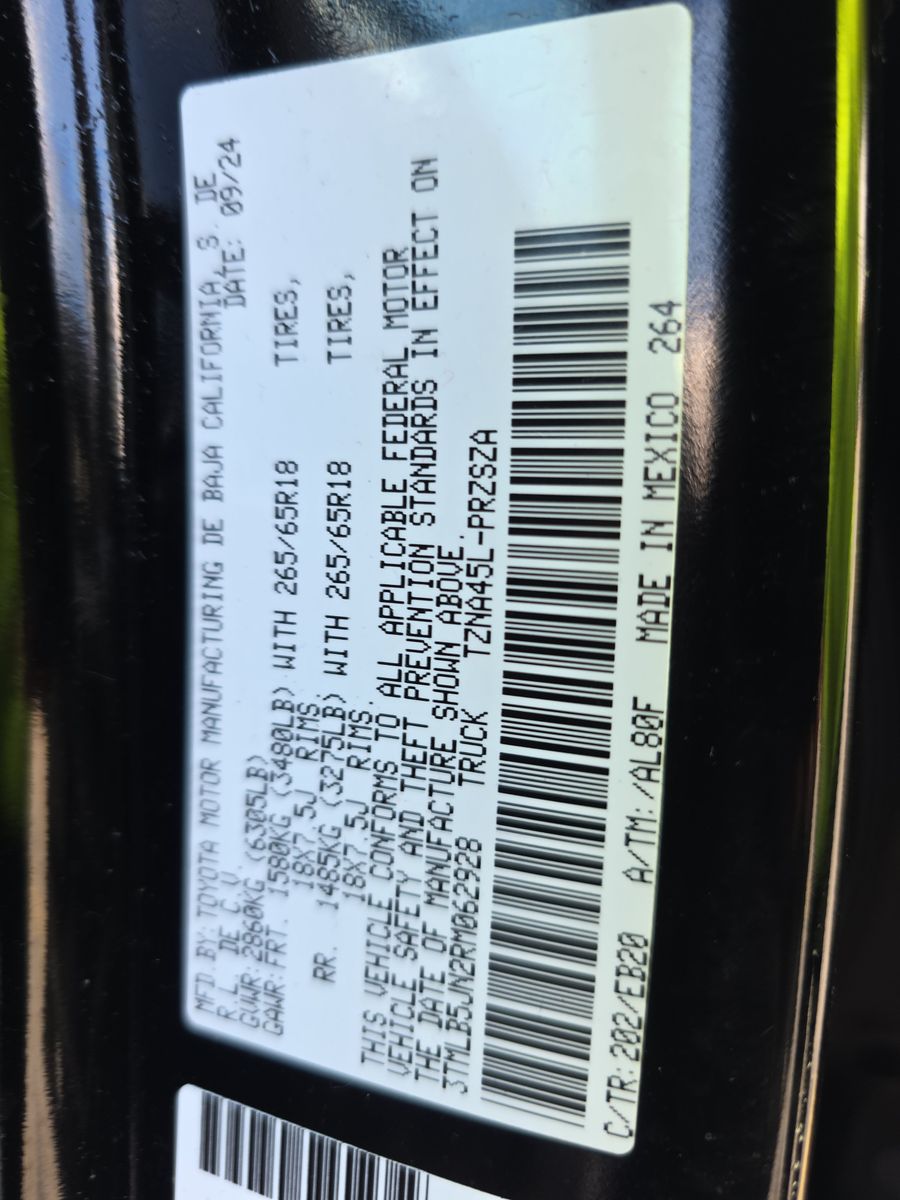 MFD.BY:TOYOTA MOTOR MANUFACTURING DE BAJA CALIFORNIA,S. DE
R.L. DE C.V. DATE: 09/24
GVWR:2860KG (6305LB)
GAWR:FRT. 1580KG (3480LB) WITH 265/65R18 TIRES,
18X7.5J RIMS
RR. 1485KG (3275LB) WITH 265/65R18 TIRES,
18X7.5J RIMS.
THIS VEHICLE CONFORMS TO ALL APPLICABLE FEDERAL MOTOR
VEHICLE SAFETY AND THEFT PREVENTION STANDARDS IN EFFECT ON
THE DATE OF MANUFACTURE SHOWN ABOVE.
3TMLB5JN2RM062928 TRUCK TZNA45L-PRZSZA
C/TR:202/EB20 A/TM:/AL80F MADE IN MEXICO 264